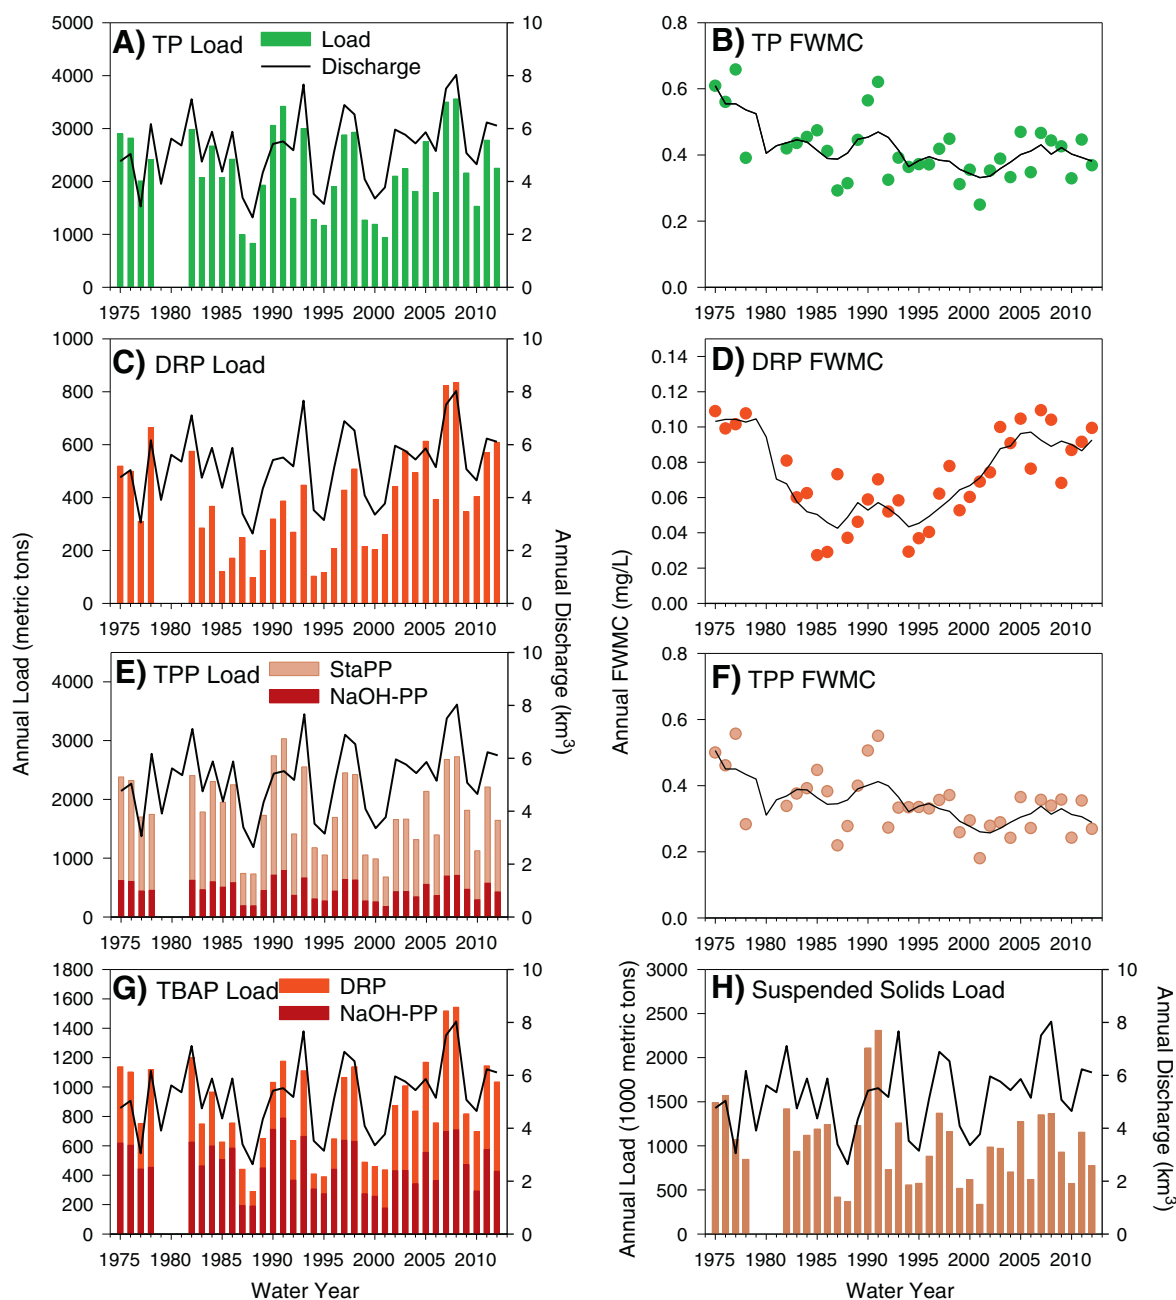 A) TP Load
Load
Discharge
5000
4000
3000
2000
1000
0
10
8
6
4
2
0
1975 1980 1985 1990 1995 2000 2005 2010
B) TP FWMC
0.8
0.6
0.4
0.2
0.0
1975 1980 1985 1990 1995 2000 2005 2010
C) DRP Load
1000
800
600
400
200
0
10
8
6
4
2
0
1975 1980 1985 1990 1995 2000 2005 2010
D) DRP FWMC
0.14
0.12
0.10
0.08
0.06
0.04
0.02
0.00
1975 1980 1985 1990 1995 2000 2005 2010
Annual Load (metric tons)
Annual Discharge (km³)
Annual FWMC (mg/L)
E) TPP Load
StaPP
NaOH-PP
4000
3000
2000
1000
0
10
8
6
4
2
0
1975 1980 1985 1990 1995 2000 2005 2010
F) TPP FWMC
0.8
0.6
0.4
0.2
0.0
1975 1980 1985 1990 1995 2000 2005 2010
G) TBAP Load
DRP
NaOH-PP
1800
1600
1400
1200
1000
800
600
400
200
0
10
8
6
4
2
0
1975 1980 1985 1990 1995 2000 2005 2010
Water Year
H) Suspended Solids Load
Annual Load (1000 metric tons)
3000
2500
2000
1500
1000
500
0
10
8
6
4
2
0
Annual Discharge (km³)
1975 1980 1985 1990 1995 2000 2005 2010
Water Year